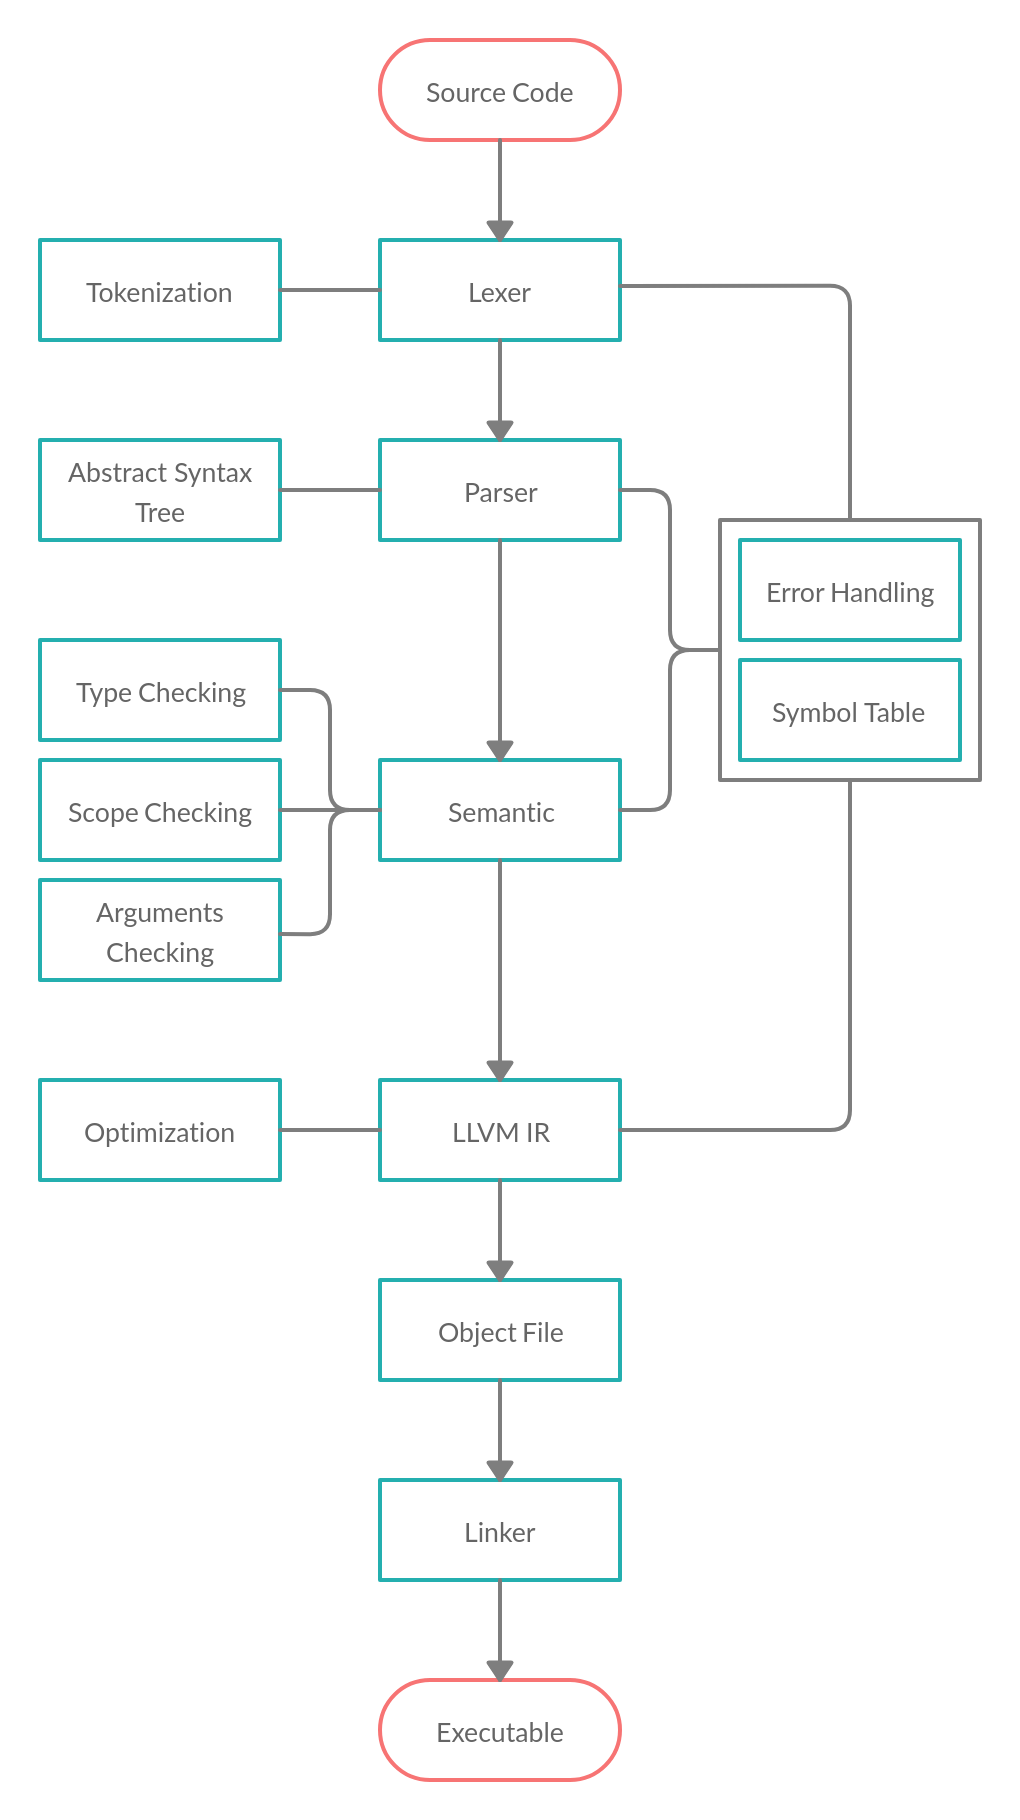 Source Code
Tokenization
Lexer
Abstract Syntax
Tree
Parser
Error Handling
Symbol Table
Type Checking
Scope Checking
Semantic
Arguments
Checking
Optimization
LLVM IR
Object File
Linker
Executable